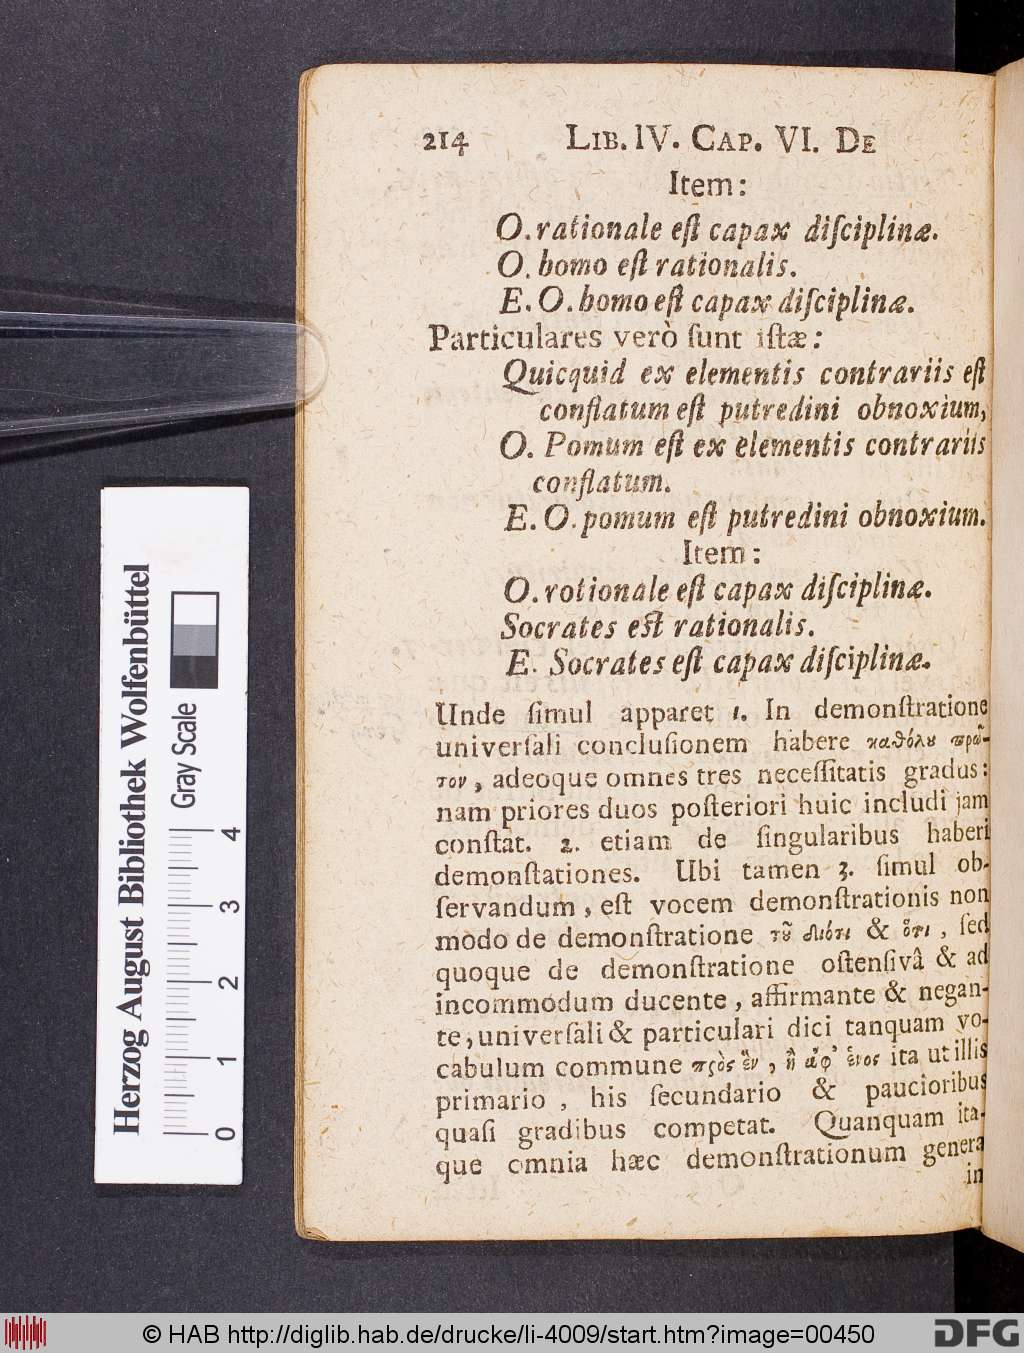 214 LIB. IV. CAP. VI. DE
Item:
O. rationale eſt capax diſciplinæ.
O. homo eſt rationalis.
E. O. homo eſt capax diſciplinæ.
Particulares verò ſunt iſtæ:
Quicquid ex elementis contrariis eſt
conflatum eſt putredini obnoxium,
O. Pomum eſt ex elementis contrariis
conflatum.
E. O. pomum eſt putredini obnoxium.
Item:
O. rotionale eſt capax diſciplinæ.
Socrates eſt rationalis.
E. Socrates eſt capax diſciplinæ.
Unde ſimul apparet 1. In demonſtratione
univerſali concluſionem habere καθόλȣ πρῶ-
τον, adeoque omnes tres neceſſitatis gradus:
nam priores duos poſteriori huic includi jam
conſtat. 2. etiam de ſingularibus haberi
demonſtationes. Ubi tamen 3. ſimul ob-
ſervandum, eſt vocem demonſtrationis non
modo de demonſtratione τȣ͂ διότι & ὅτι, ſed
quoque de demonſtratione oſtenſivâ & ad
incommodum ducente, affirmante & negan-
te, univerſali & particulari dici tanquam vo-
cabulum commune πρὸς ἓν, ἢ ἀφ' ἑνος ita ut illis
primario, his ſecundario & paucioribus
quaſi gradibus competat. Quanquam ita-
que omnia hæc demonſtrationum genera
in
Herzog August Bibliothek Wolfenbüttel
Gray Scale
0 1 2 3 4
© HAB http://diglib.hab.de/drucke/li-4009/start.htm?image=00450
DFG